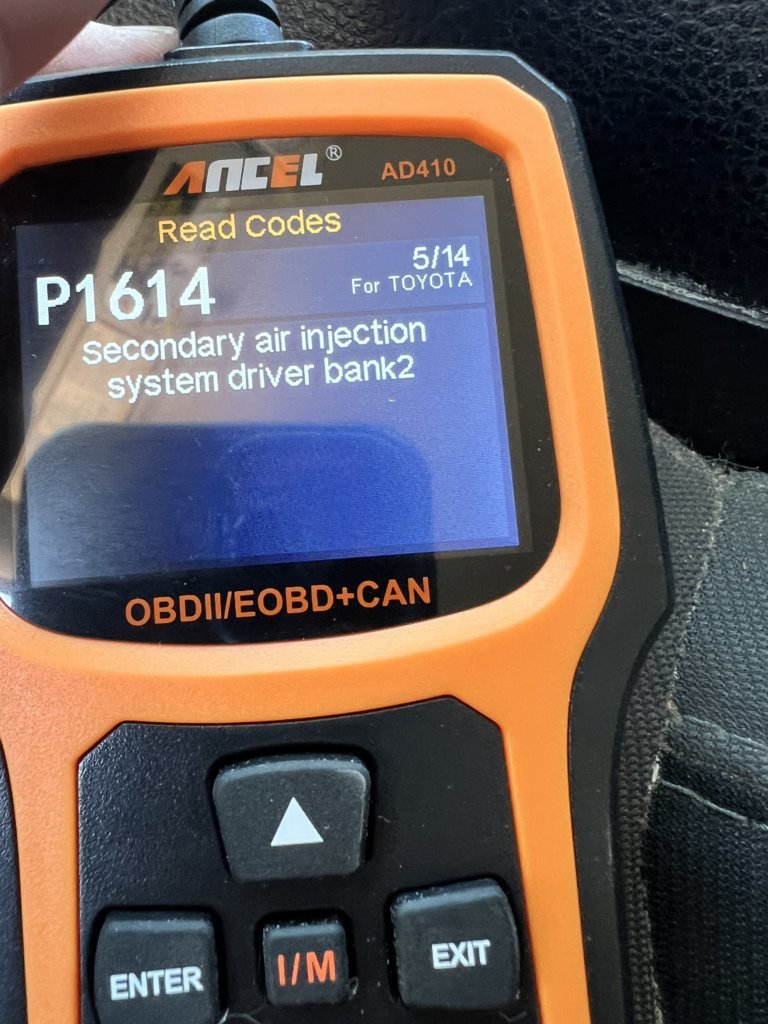 ANCEL® AD410
Read Codes
P1614 5/14
For TOYOTA
Secondary air injection
system driver bank2
OBDII/EOBD+CAN
ENTER I/M EXIT